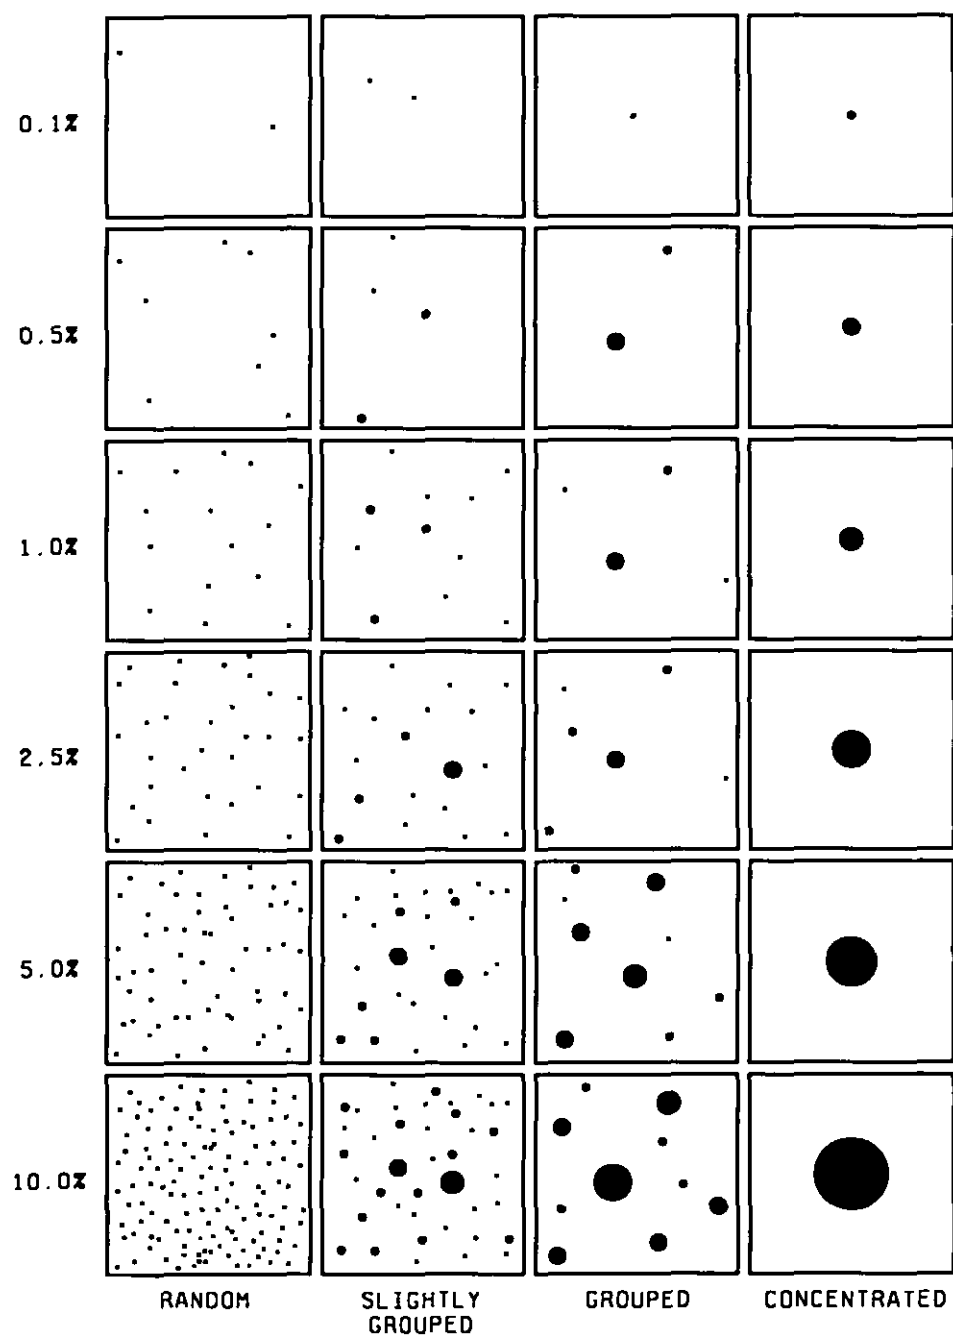 0.1%
0.5%
1.0%
2.5%
5.0%
10.0%
RANDOM
SLIGHTLY
GROUPED
GROUPED
CONCENTRATED